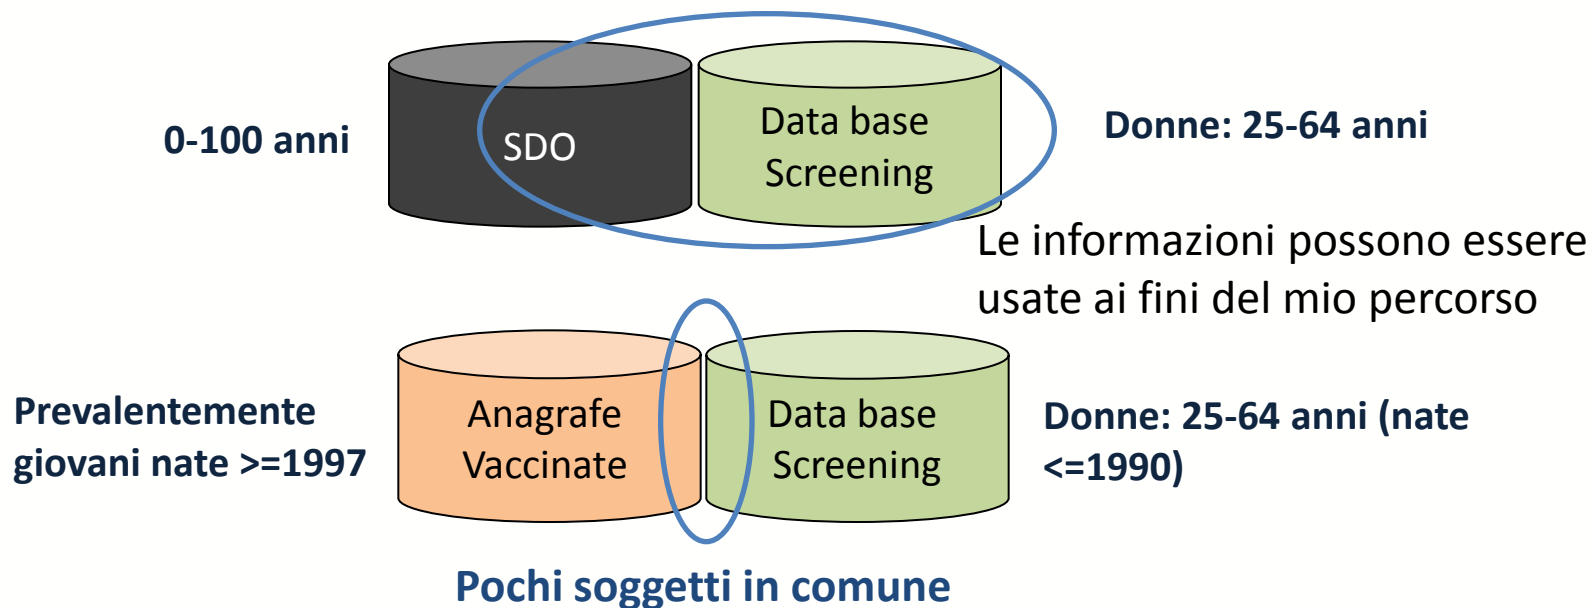 0-100 anni
SDO
Data base
Screening
Donne: 25-64 anni
Le informazioni possono essere
usate ai fini del mio percorso
Prevalentemente
giovani nate >=1997
Anagrafe
Vaccinate
Data base
Screening
Donne: 25-64 anni (nate
<=1990)
Pochi soggetti in comune